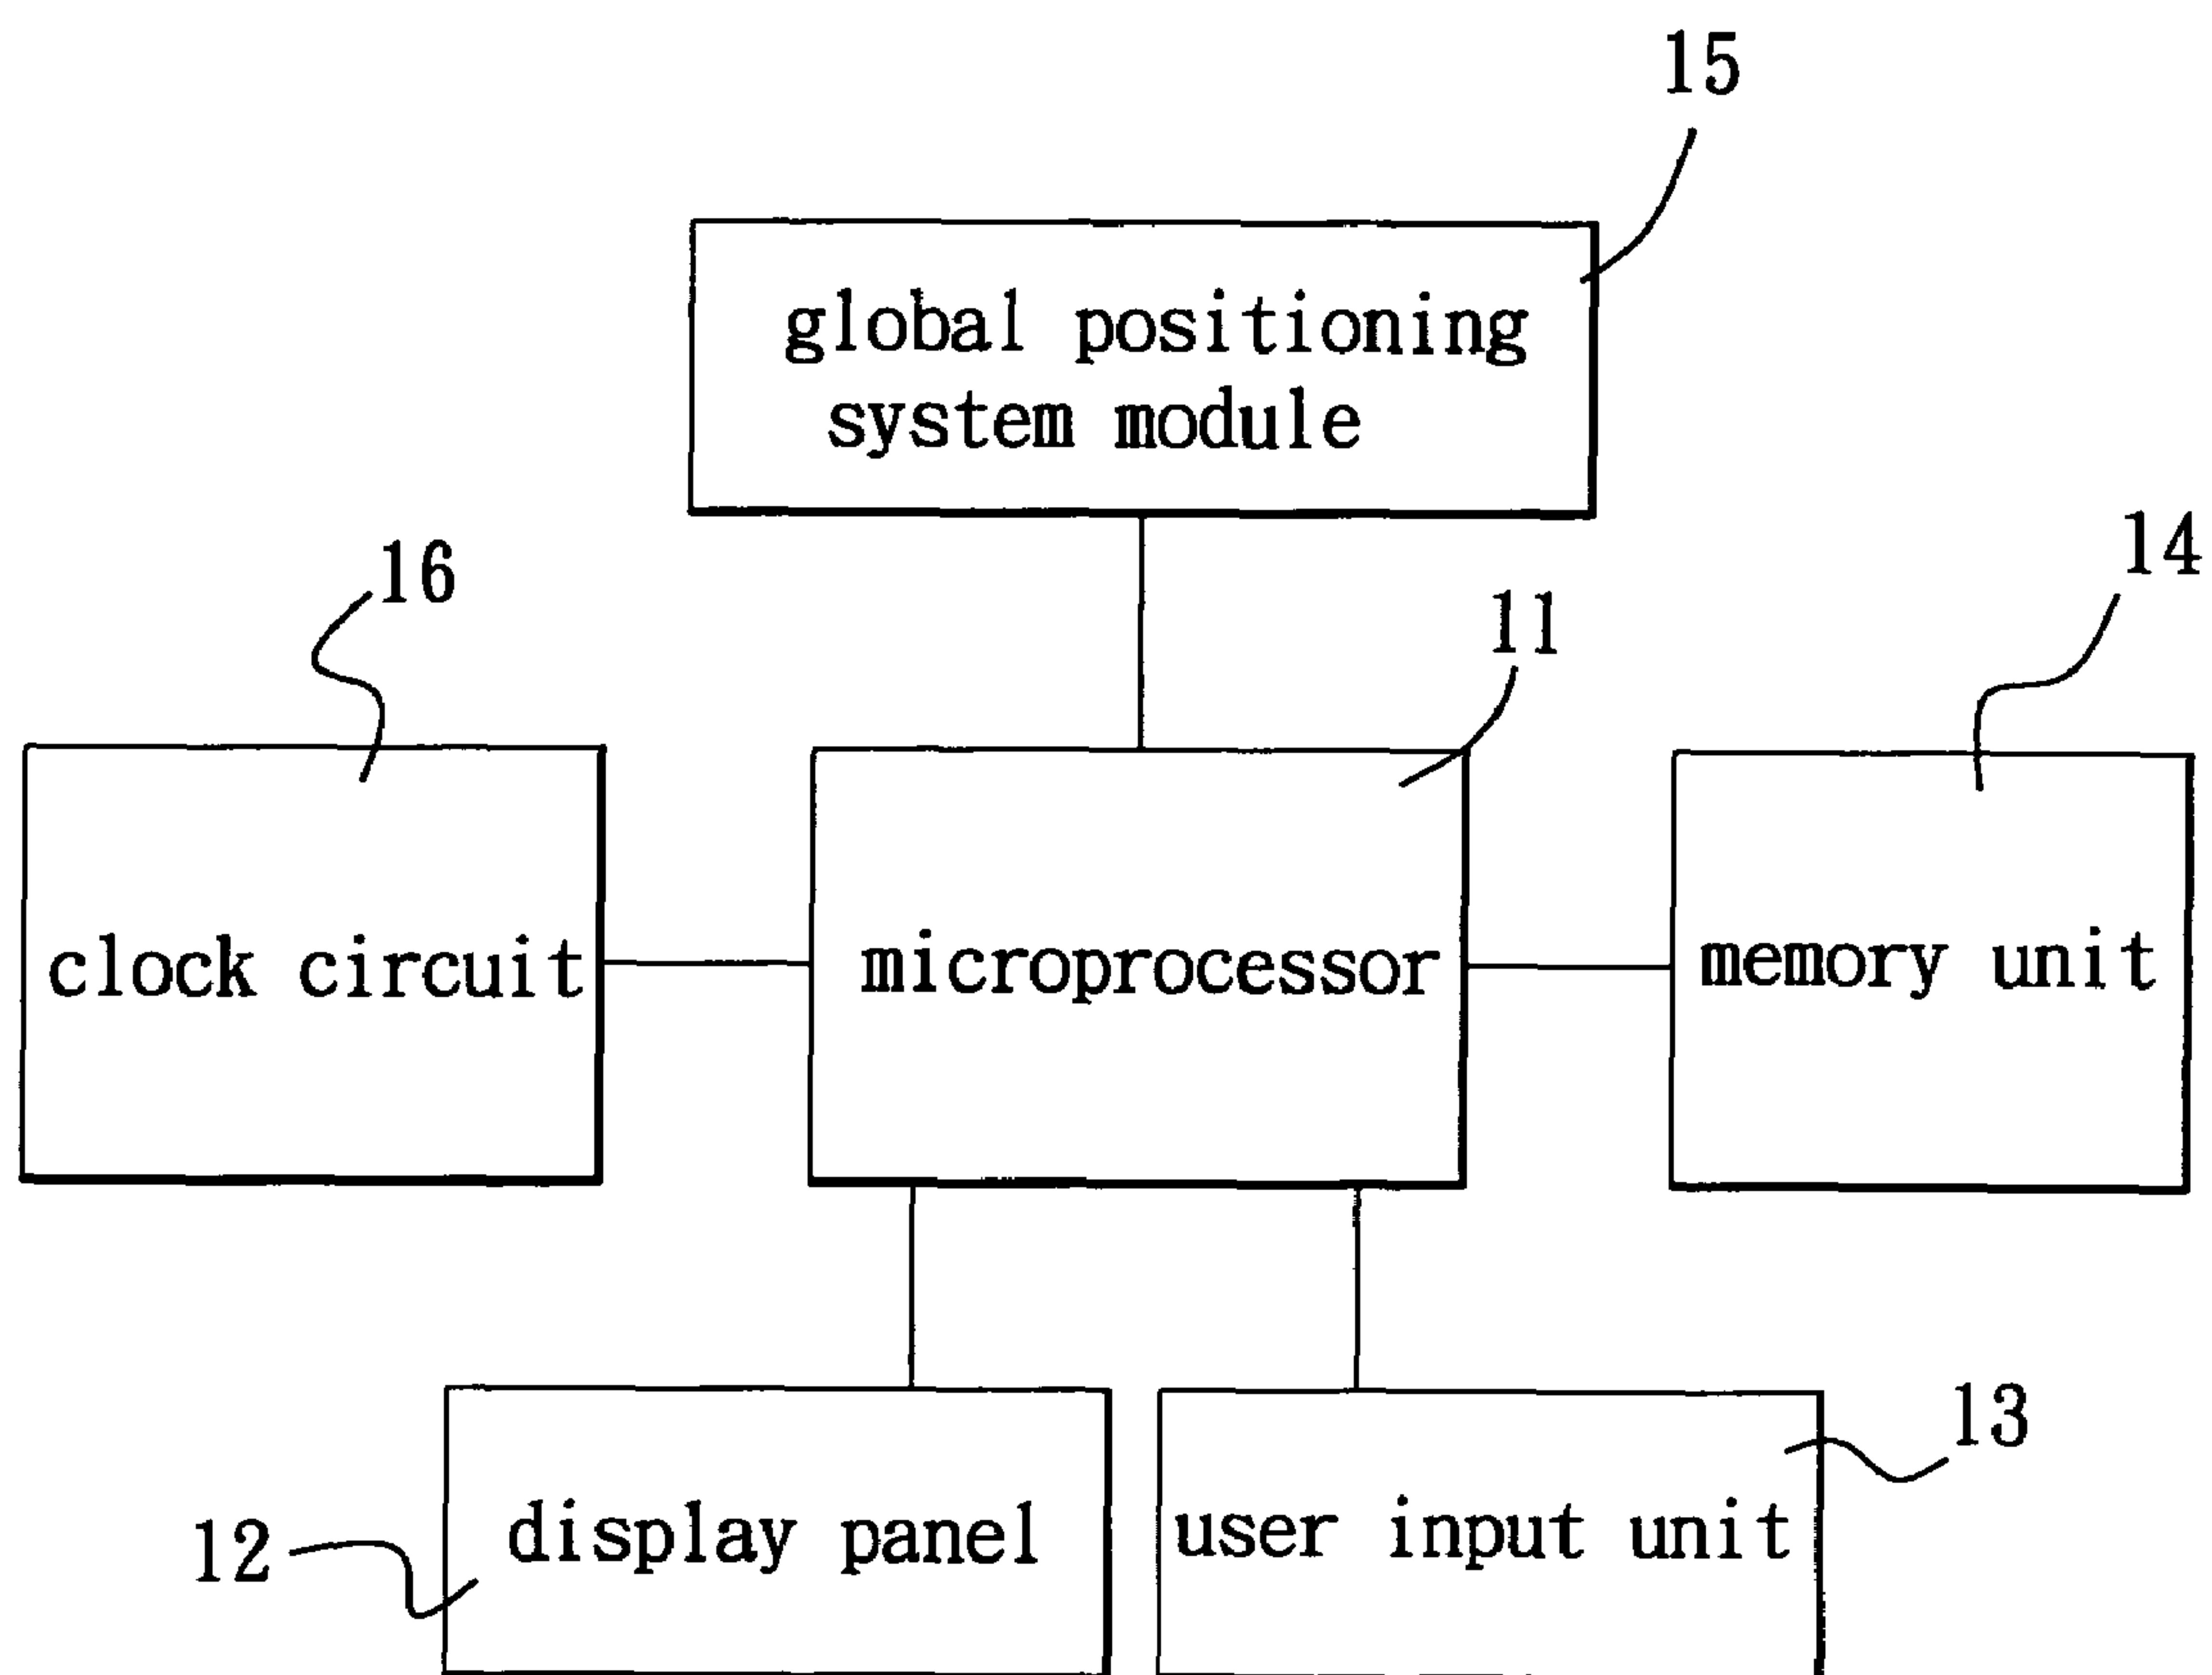 15
global positioning
system module
16
11
14
clock circuit
microprocessor
memory unit
13
12
display panel
user input unit